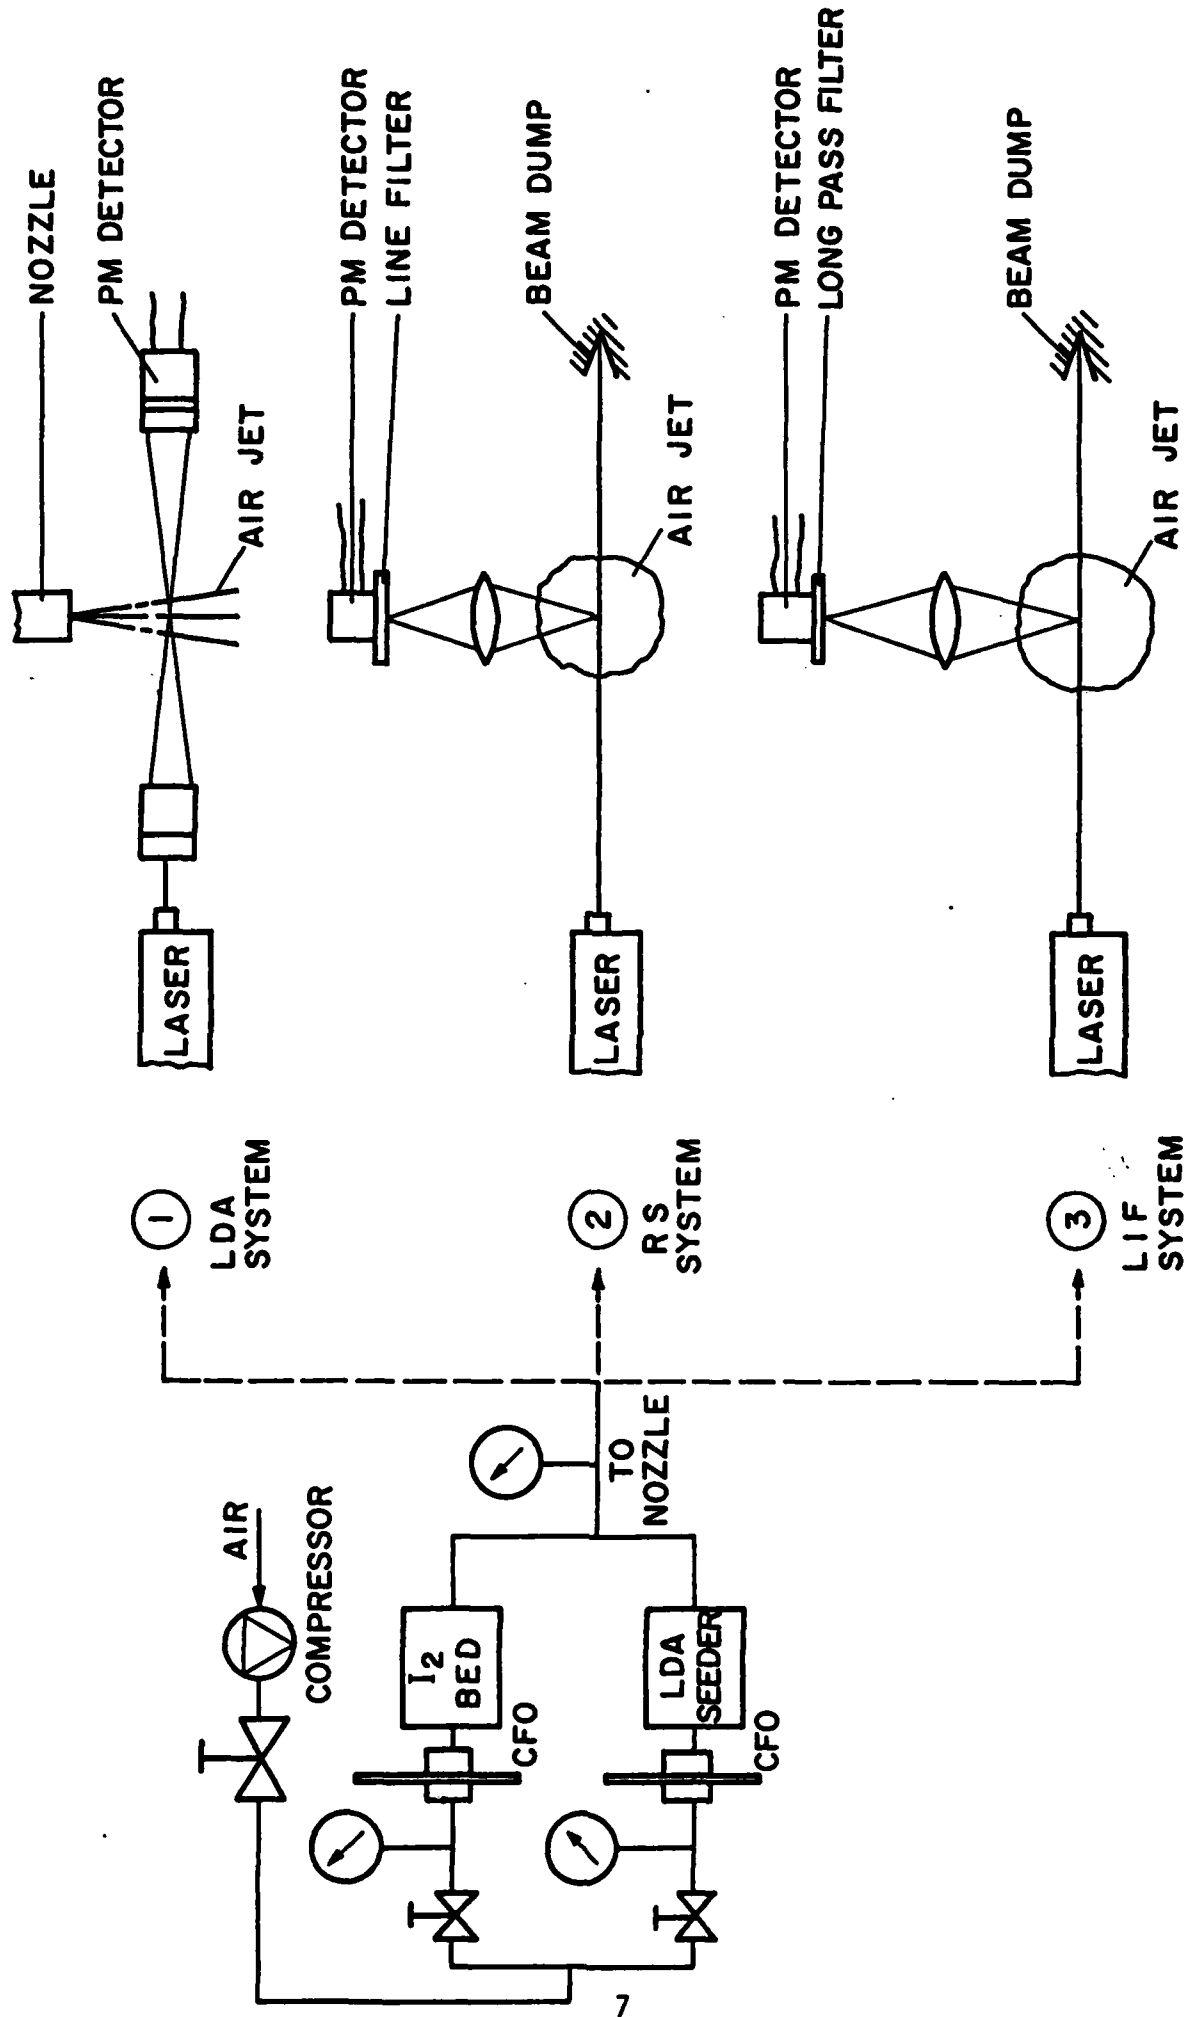 AIR
COMPRESSOR
I2
BED
CFO
LDA
SEEDER
CFO
TO
NOZZLE
1
LDA
SYSTEM
LASER
NOZZLE
PM DETECTOR
AIR JET
2
RS
SYSTEM
LASER
PM DETECTOR
LINE FILTER
BEAM DUMP
AIR JET
3
LIF
SYSTEM
LASER
PM DETECTOR
LONG PASS FILTER
BEAM DUMP
AIR JET
7